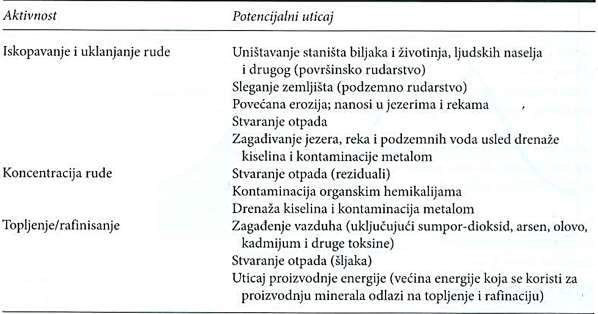 Aktivnost Potencijalni uticaj
Iskopavanje i uklanjanje rude Uništavanje staništa biljaka i životinja, ljudskih naselja
i drugog (površinsko rudarstvo)
Sleganje zemljišta (podzemno rudarstvo)
Povećana erozija; nanosi u jezerima i rekama
Stvaranje otpada
Zagađivanje jezera, reka i podzemnih voda usled drenaže
kiselina i kontaminacije metalom
Koncentracija rude Stvaranje otpada (reziduali)
Kontaminacija organskim hemikalijama
Drenaža kiselina i kontaminacija metalom
Topljenje/rafinisanje Zagađenje vazduha (uključujući sumpor-dioksid, arsen, olovo,
kadmijum i druge toksine)
Stvaranje otpada (šljaka)
Uticaj proizvodnje energije (većina energije koja se koristi za
proizvodnju minerala odlazi na topljenje i rafinaciju)